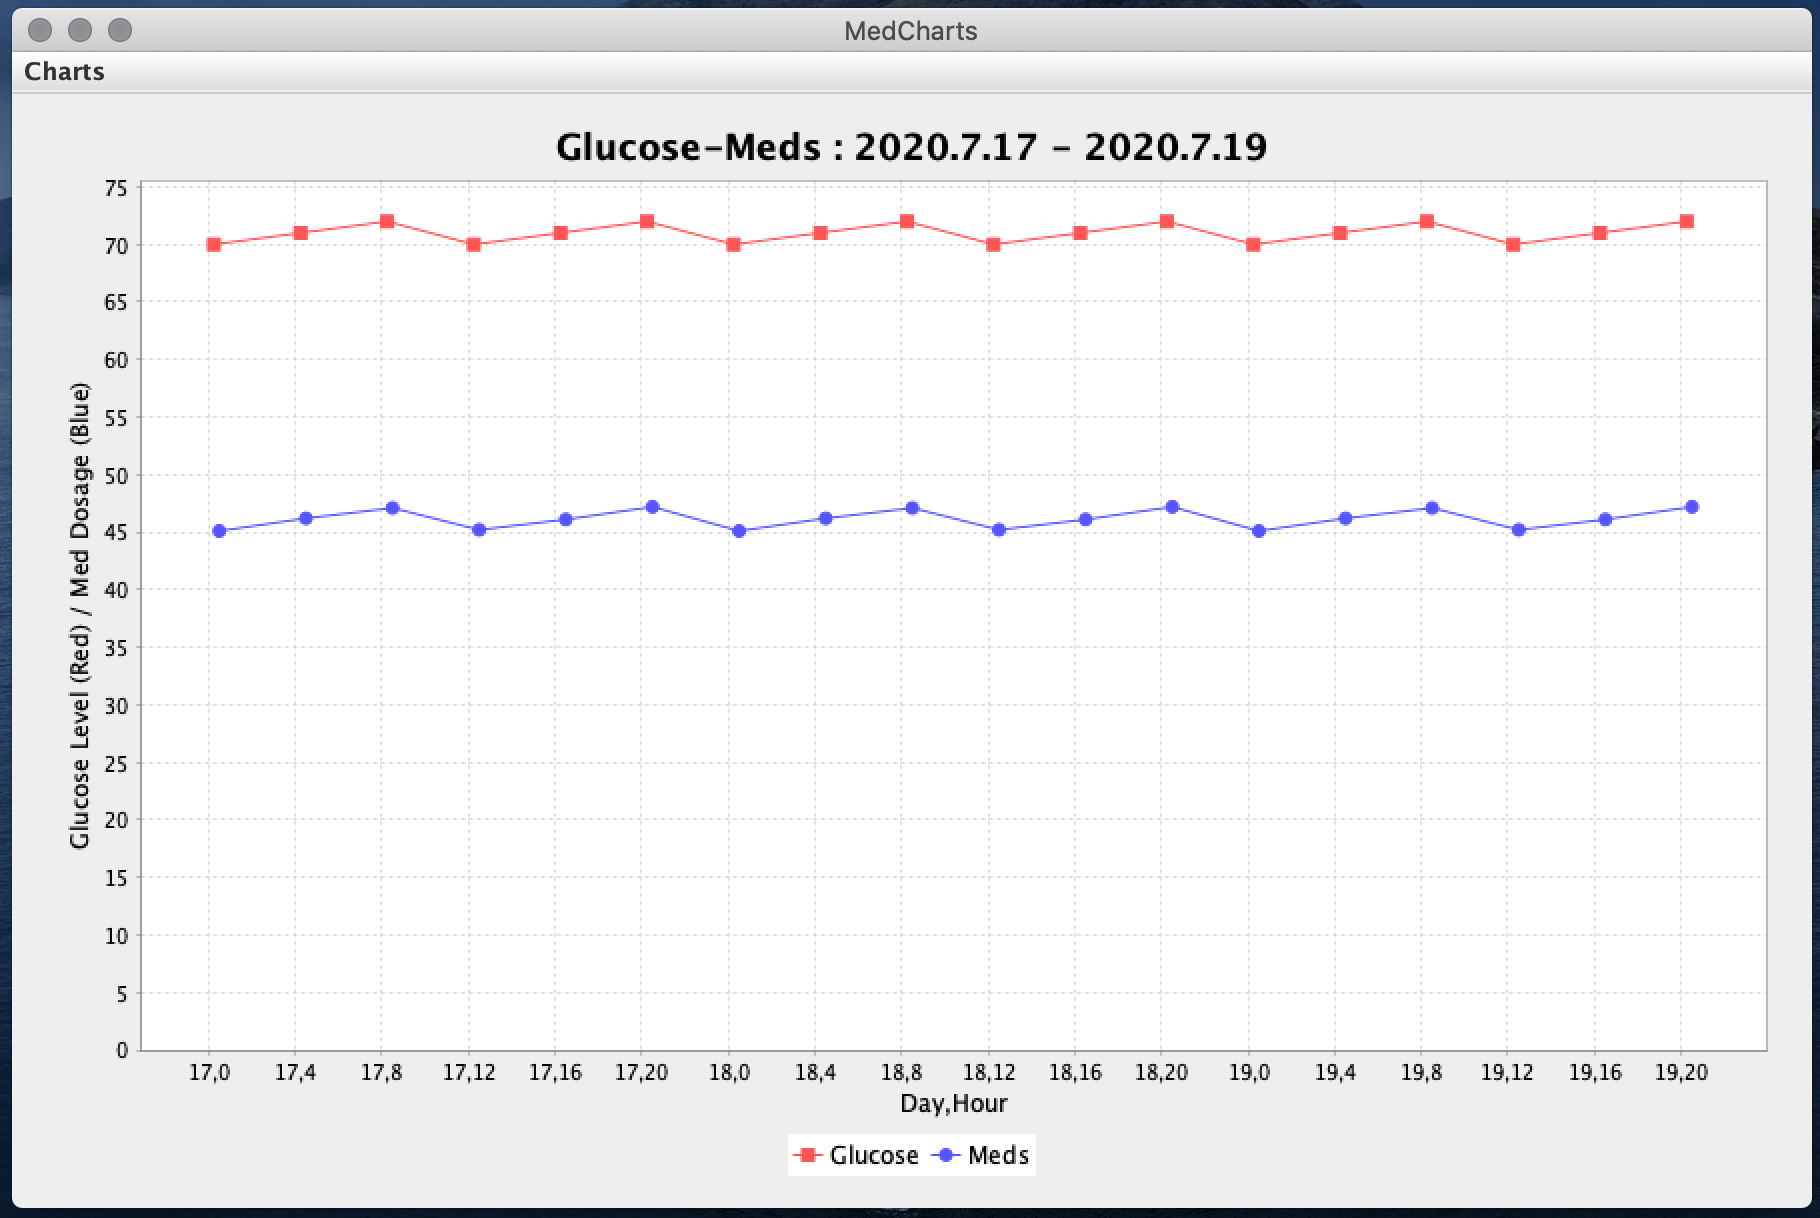 MedCharts
Charts
Glucose-Meds : 2020.7.17 - 2020.7.19
75
70
65
60
55
50
45
40
35
30
25
20
15
10
5
0
Glucose Level (Red) / Med Dosage (Blue)
17,0 17,4 17,8 17,12 17,16 17,20 18,0 18,4 18,8 18,12 18,16 18,20 19,0 19,4 19,8 19,12 19,16 19,20
Day,Hour
Glucose Meds